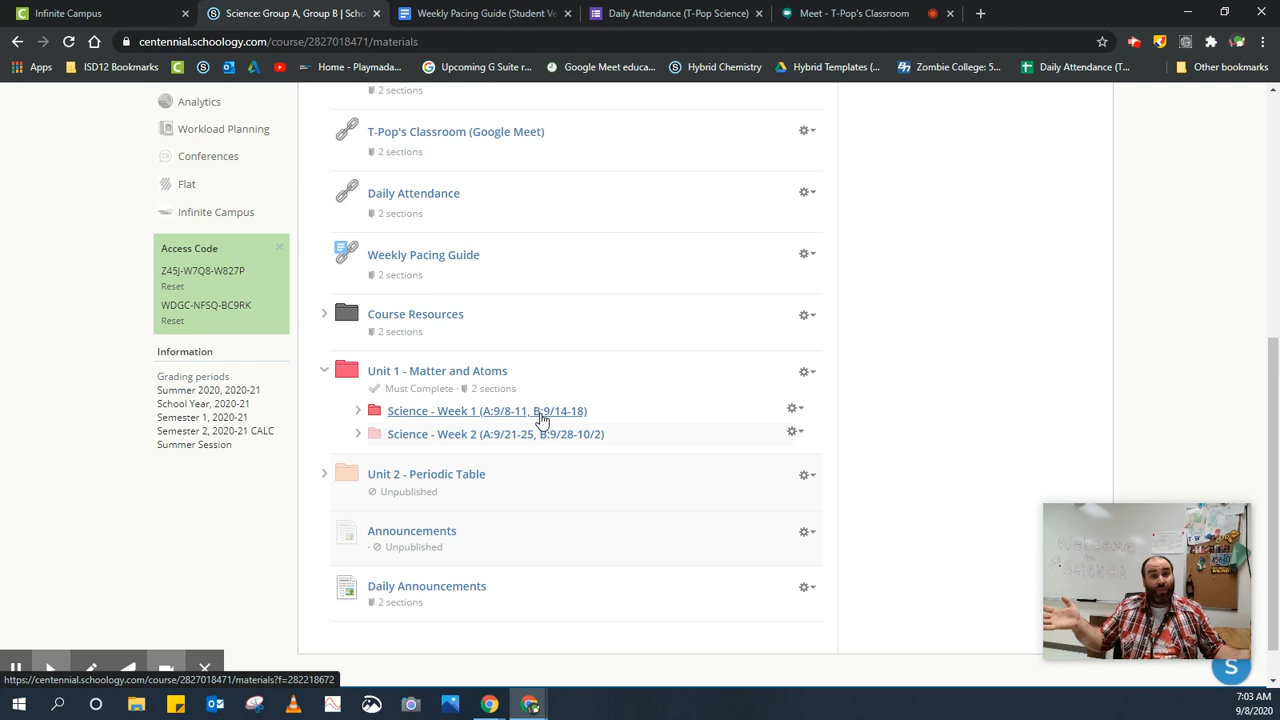 Infinite Campus
Science: Group A, Group B | Scho
Weekly Pacing Guide (Student Ve
Daily Attendance (T-Pop Science)
Meet - T-Pop's Classroom
centennial.schoology.com/course/2827018471/materials
Apps
ISD12 Bookmarks
Home - Playmada...
Upcoming G Suite r...
Google Meet educa...
Hybrid Chemistry
Hybrid Templates (...
Zombie College: 5...
Daily Attendance (T...
Other bookmarks
Analytics
Workload Planning
Conferences
Flat
Infinite Campus
Access Code
Z45J-W7Q8-W827P
Reset
WDGC-NFSQ-BC9RK
Reset
Information
Grading periods
Summer 2020, 2020-21
School Year, 2020-21
Semester 1, 2020-21
Semester 2, 2020-21 CALC
Summer Session
2 sections
T-Pop's Classroom (Google Meet)
2 sections
Daily Attendance
2 sections
Weekly Pacing Guide
2 sections
Course Resources
2 sections
Unit 1 - Matter and Atoms
Must Complete · 2 sections
Science - Week 1 (A:9/8-11, B:9/14-18)
Science - Week 2 (A:9/21-25, B:9/28-10/2)
Unit 2 - Periodic Table
Unpublished
Announcements
· Unpublished
Daily Announcements
2 sections
Welcome
to
Science
S
https://centennial.schoology.com/course/2827018471/materials?f=282218672
7:03 AM
9/8/2020